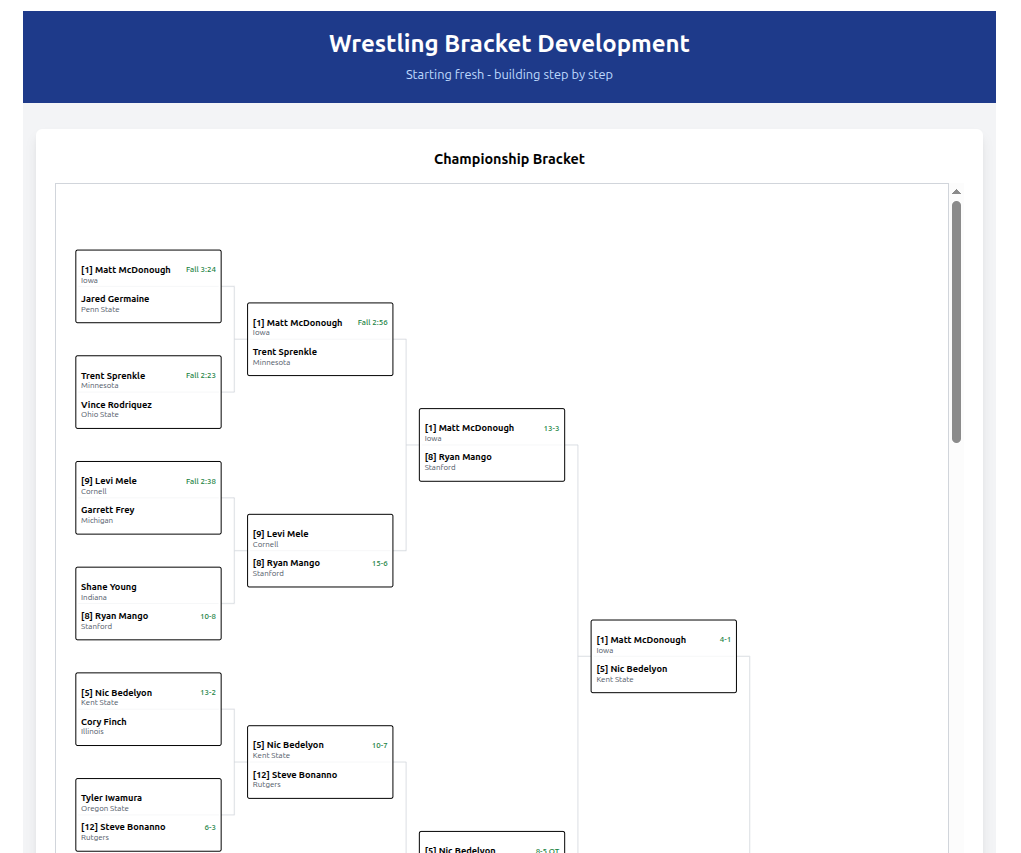 Wrestling Bracket Development
Starting fresh - building step by step
Championship Bracket
[1] Matt McDonough Fall 3:24
Iowa
Jared Germaine
Penn State
Trent Sprenkle Fall 2:23
Minnesota
Vince Rodriquez
Ohio State
[9] Levi Mele Fall 2:38
Cornell
Garrett Frey
Michigan
Shane Young
Indiana
[8] Ryan Mango 10-8
Stanford
[5] Nic Bedelyon 13-2
Kent State
Cory Finch
Illinois
Tyler Iwamura
Oregon State
[12] Steve Bonanno 6-3
Rutgers
[1] Matt McDonough Fall 2:56
Iowa
Trent Sprenkle
Minnesota
[9] Levi Mele
Cornell
[8] Ryan Mango 15-6
Stanford
[5] Nic Bedelyon 10-7
Kent State
[12] Steve Bonanno
Rutgers
[1] Matt McDonough 13-3
Iowa
[8] Ryan Mango
Stanford
[5] Nic Bedelyon 8-5 OT
[1] Matt McDonough 4-1
Iowa
[5] Nic Bedelyon
Kent State